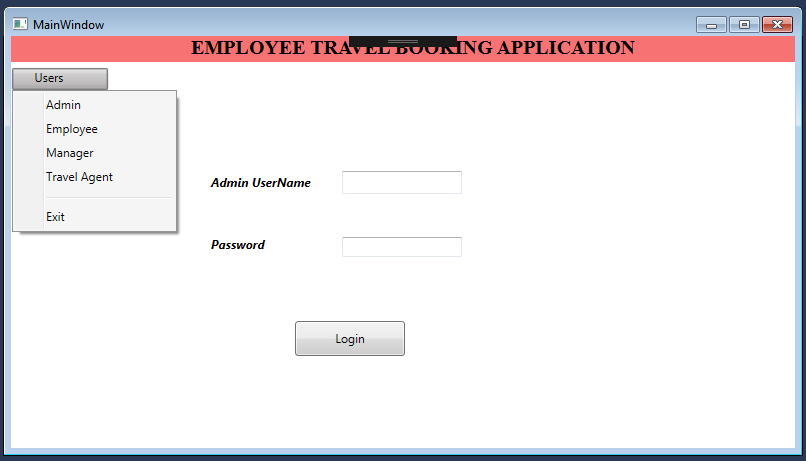 MainWindow
EMPLOYEE TRAVEL BOOKING APPLICATION
Users
Admin
Employee
Manager
Travel Agent
Exit
Admin UserName
Password
Login